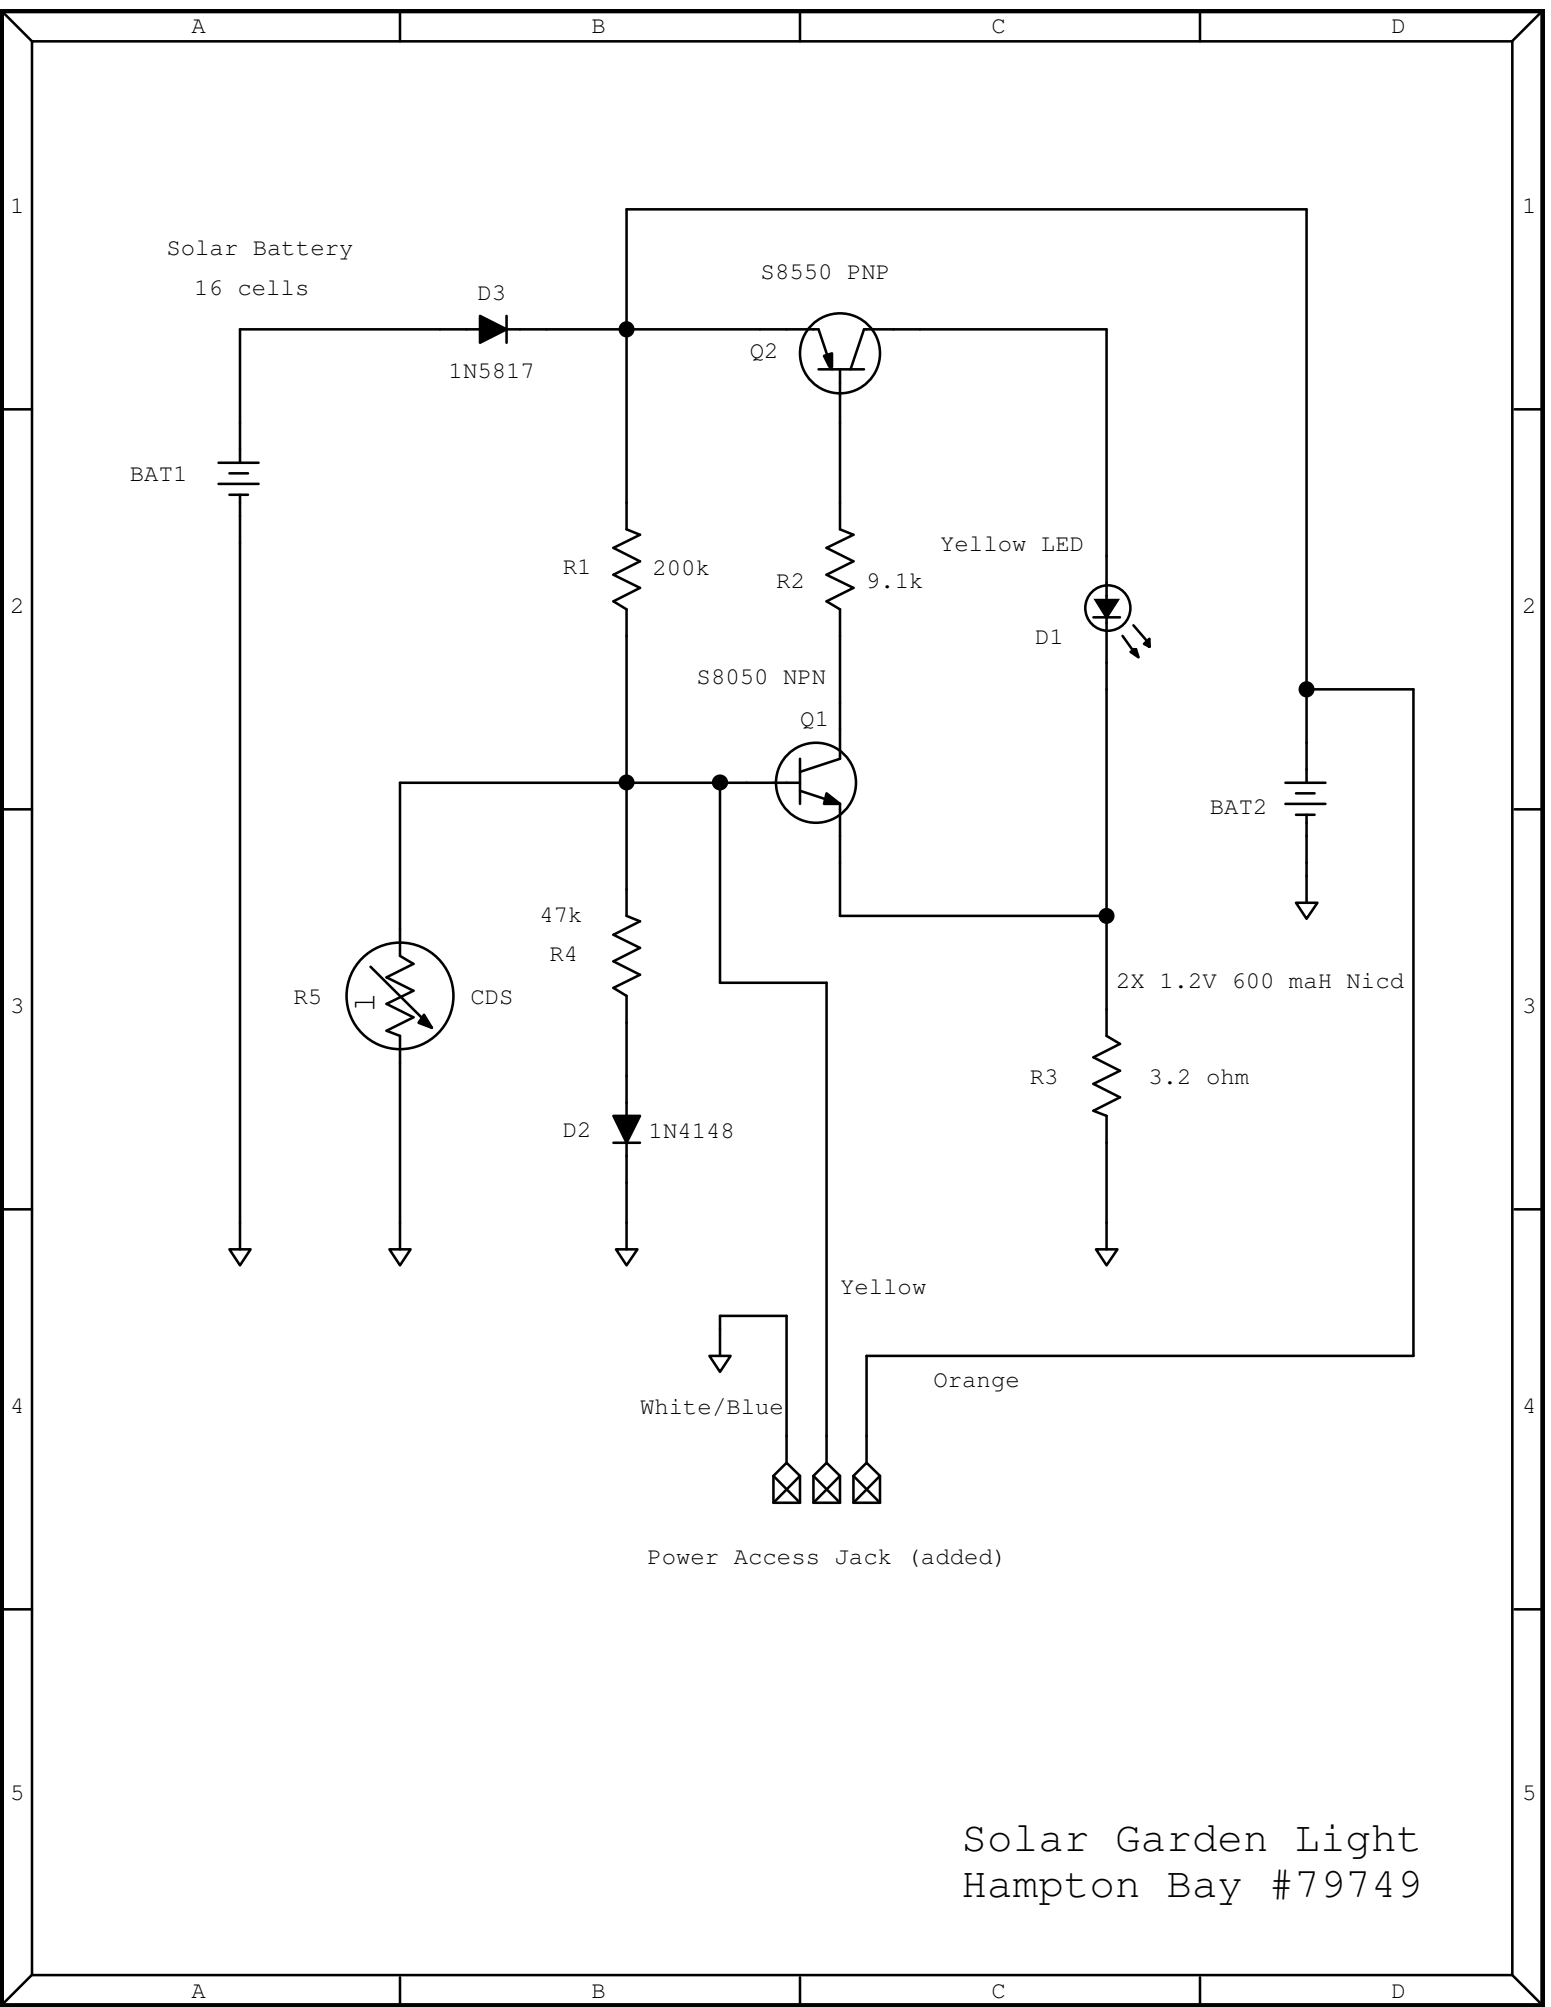 A B C D
1 1
Solar Battery
16 cells
S8550 PNP
D3
Q2
1N5817
BAT1
Yellow LED
R1 200k
R2 9.1k
2 2
D1
S8050 NPN
Q1
BAT2
47k
R4
2X 1.2V 600 maH Nicd
R5 1 CDS
3 3
R3 3.2 ohm
D2 1N4148
Yellow
Orange
White/Blue
4 4
Power Access Jack (added)
5 5
Solar Garden Light
Hampton Bay #79749
A B C D